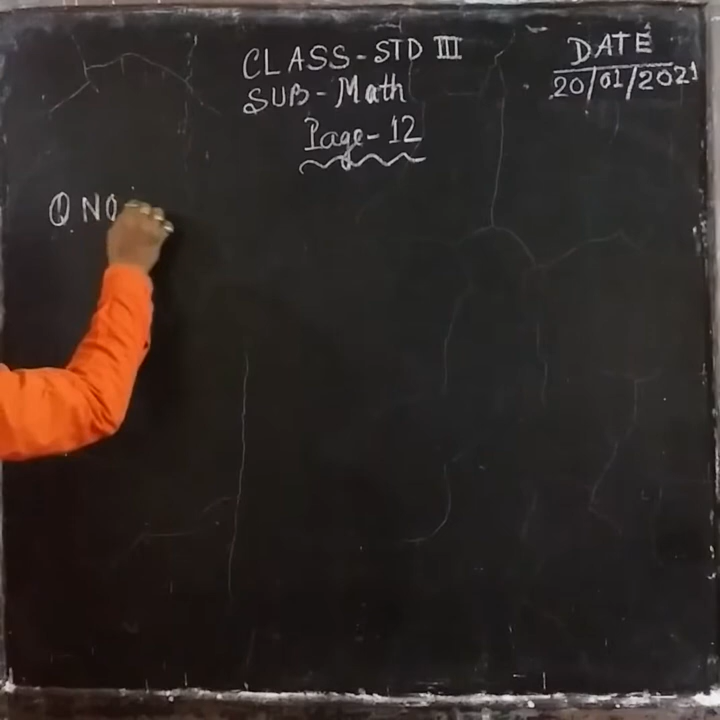 CLASS-STD III
SUB-Math
Page-12
DATE
20/01/2021
Q NO